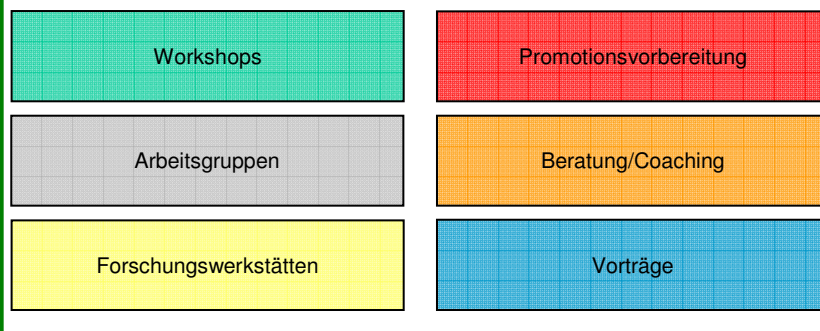 Workshops
Promotionsvorbereitung
Arbeitsgruppen
Beratung/Coaching
Forschungswerkstätten
Vorträge